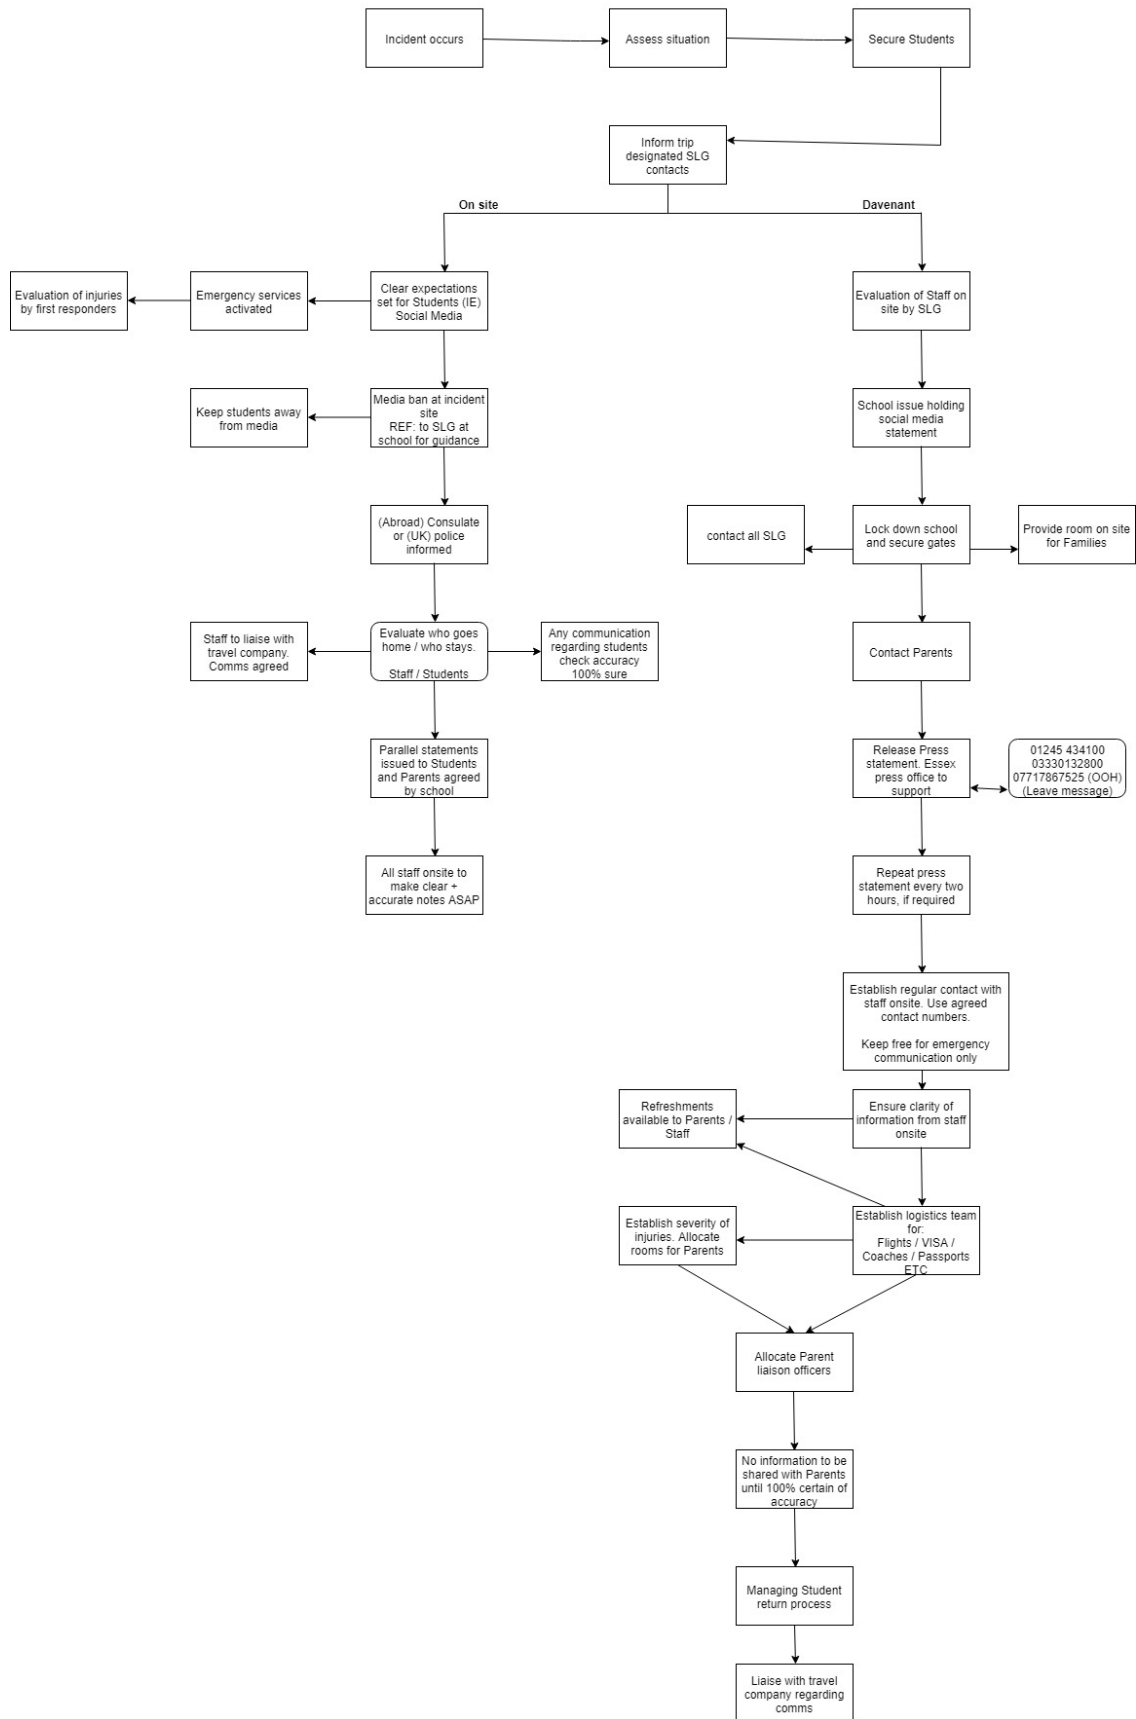 Incident occurs
Assess situation
Secure Students
Inform trip
designated SLG
contacts
On site
Davenant
Evaluation of injuries
by first responders
Emergency services
activated
Clear expectations
set for Students (IE)
Social Media
Evaluation of Staff on
site by SLG
Keep students away
from media
Media ban at incident
site
REF: to SLG at
school for guidance
School issue holding
social media
statement
(Abroad) Consulate
or (UK) police
informed
contact all SLG
Lock down school
and secure gates
Provide room on site
for Families
Staff to liaise with
travel company.
Comms agreed
Evaluate who goes
home / who stays.
Staff / Students
Any communication
regarding students
check accuracy
100% sure
Contact Parents
Parallel statements
issued to Students
and Parents agreed
by school
Release Press
statement. Essex
press office to
support
01245 434100
03330132800
07717867525 (OOH)
(Leave message)
All staff onsite to
make clear +
accurate notes ASAP
Repeat press
statement every two
hours, if required
Establish regular contact with
staff onsite. Use agreed
contact numbers.
Keep free for emergency
communication only
Refreshments
available to Parents /
Staff
Ensure clarity of
information from staff
onsite
Establish severity of
injuries. Allocate
rooms for Parents
Establish logistics team
for:
Flights / VISA /
Coaches / Passports
ETC
Allocate Parent
liaison officers
No information to be
shared with Parents
until 100% certain of
accuracy
Managing Student
return process
Liaise with travel
company regarding
comms